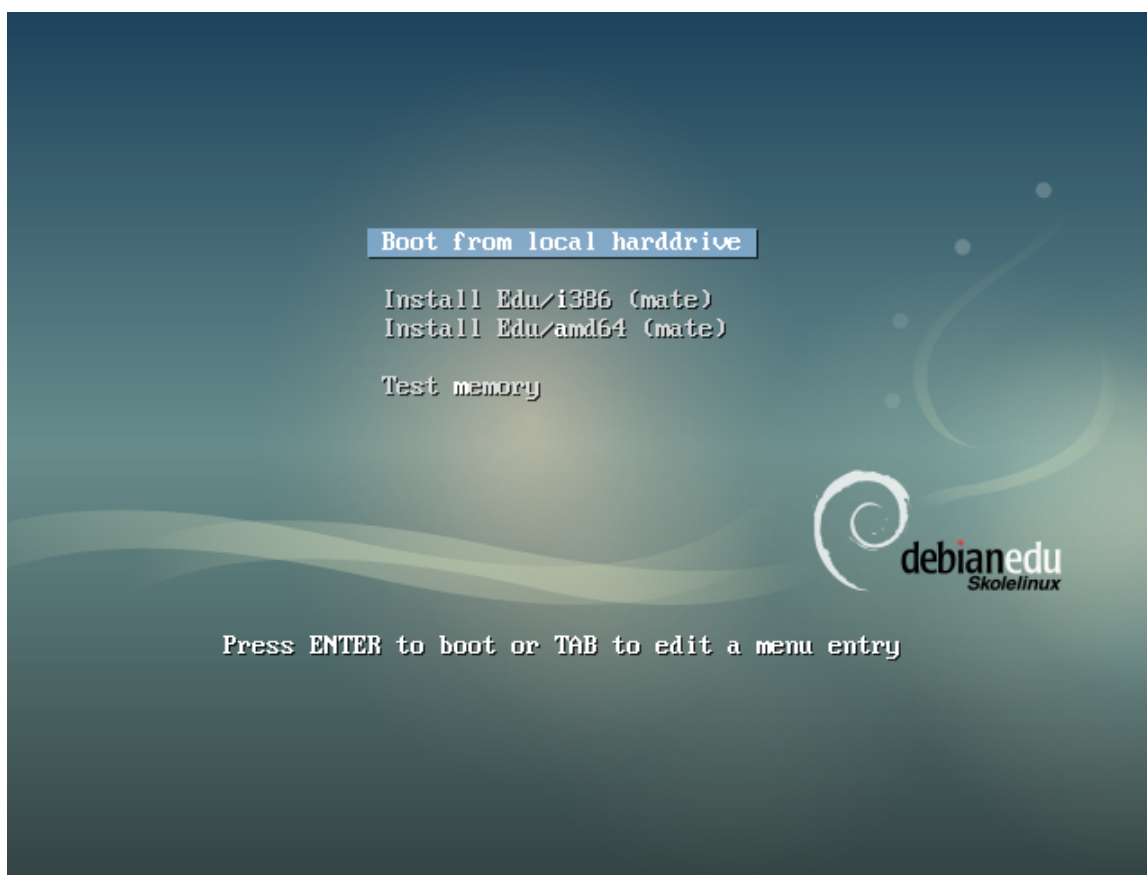 Boot from local harddrive
Install Edu/i386 (mate)
Install Edu/amd64 (mate)
Test memory
debianedu
Skolelinux
Press ENTER to boot or TAB to edit a menu entry